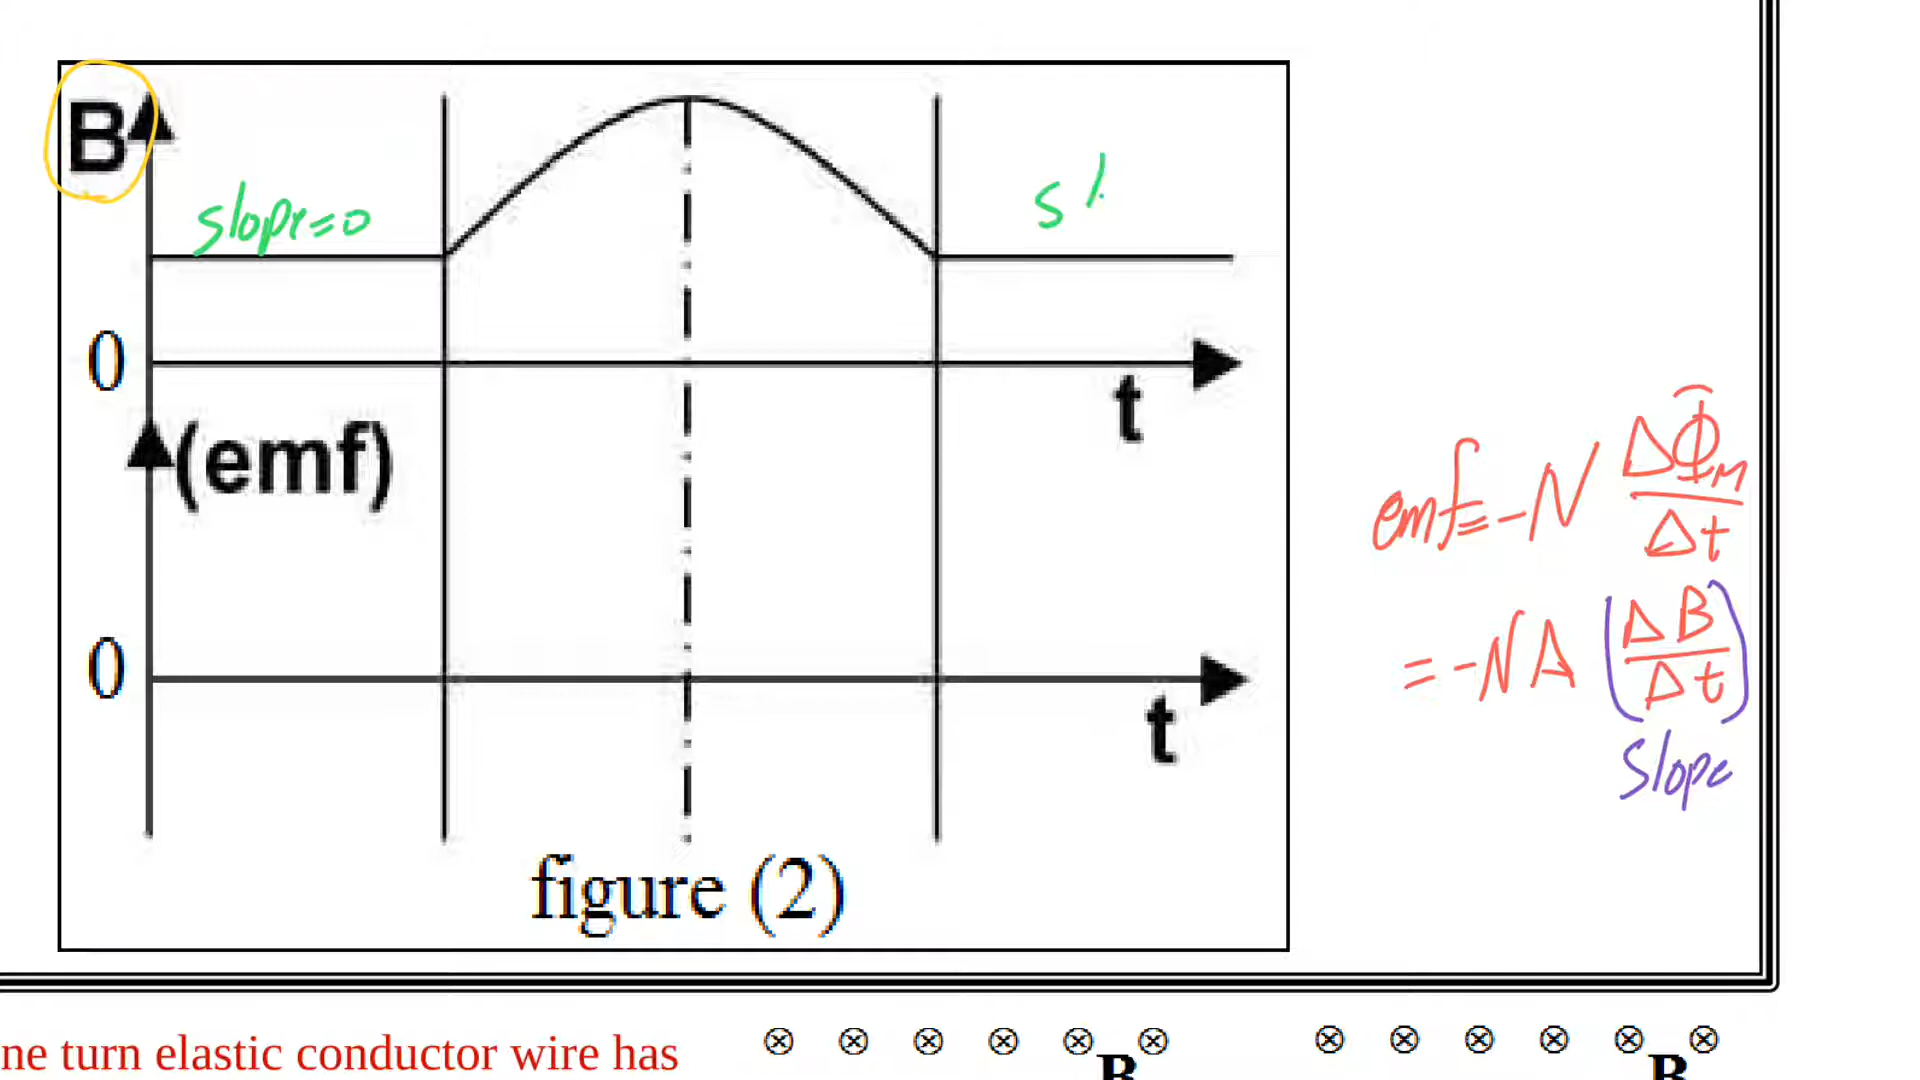 B
slope=0
s
0
t
(emf)
emf = -N ΔΦM/Δt
= -NA (ΔB/Δt)
slope
0
t
figure (2)
ne turn elastic conductor wire has
⊗ ⊗ ⊗ ⊗ ⊗ ⊗ ⊗ ⊗ ⊗ ⊗ ⊗ ⊗
B B